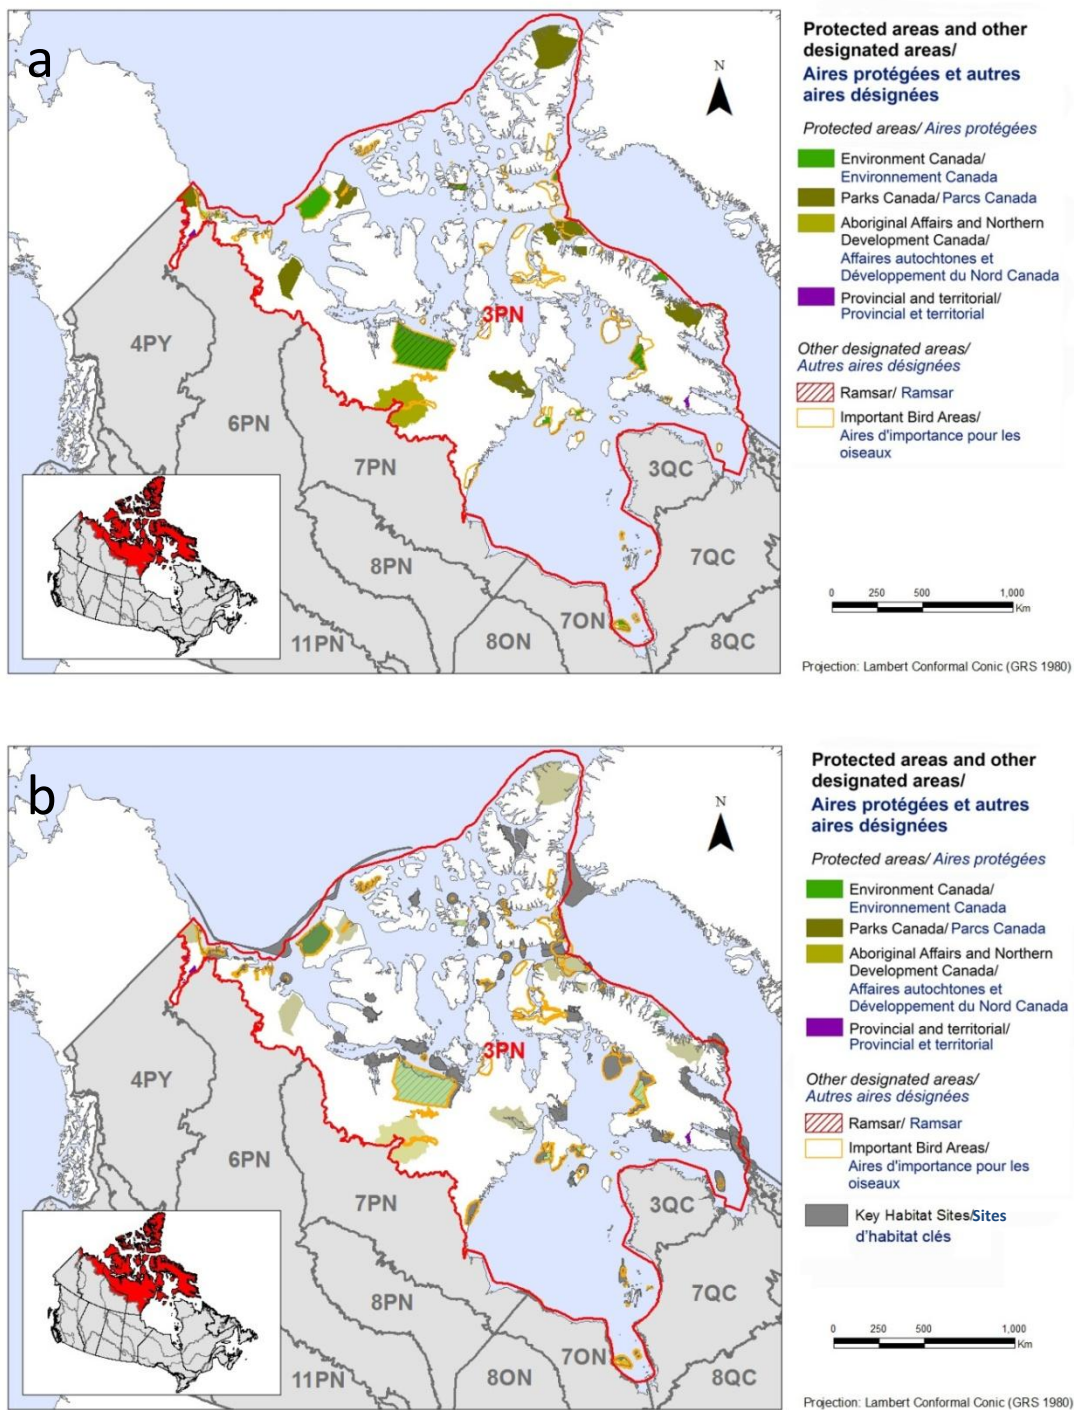 a
N
4PY
6PN
7PN
3PN
3QC
7QC
8PN
11PN
8ON
7ON
8QC
Protected areas and other
designated areas/
Aires protégées et autres
aires désignées
Protected areas/ Aires protégées
Environment Canada/
Environnement Canada
Parks Canada/ Parcs Canada
Aboriginal Affairs and Northern
Development Canada/
Affaires autochtones et
Développement du Nord Canada
Provincial and territorial/
Provincial et territorial
Other designated areas/
Autres aires désignées
Ramsar/ Ramsar
Important Bird Areas/
Aires d'importance pour les
oiseaux
0 250 500 1,000
Km
Projection: Lambert Conformal Conic (GRS 1980)
b
N
4PY
6PN
7PN
3PN
3QC
7QC
8PN
11PN
8ON
7ON
8QC
Protected areas and other
designated areas/
Aires protégées et autres
aires désignées
Protected areas/ Aires protégées
Environment Canada/
Environnement Canada
Parks Canada/ Parcs Canada
Aboriginal Affairs and Northern
Development Canada/
Affaires autochtones et
Développement du Nord Canada
Provincial and territorial/
Provincial et territorial
Other designated areas/
Autres aires désignées
Ramsar/ Ramsar
Important Bird Areas/
Aires d'importance pour les
oiseaux
Key Habitat Sites/Sites
d'habitat clés
0 250 500 1,000
Km
Projection: Lambert Conformal Conic (GRS 1980)